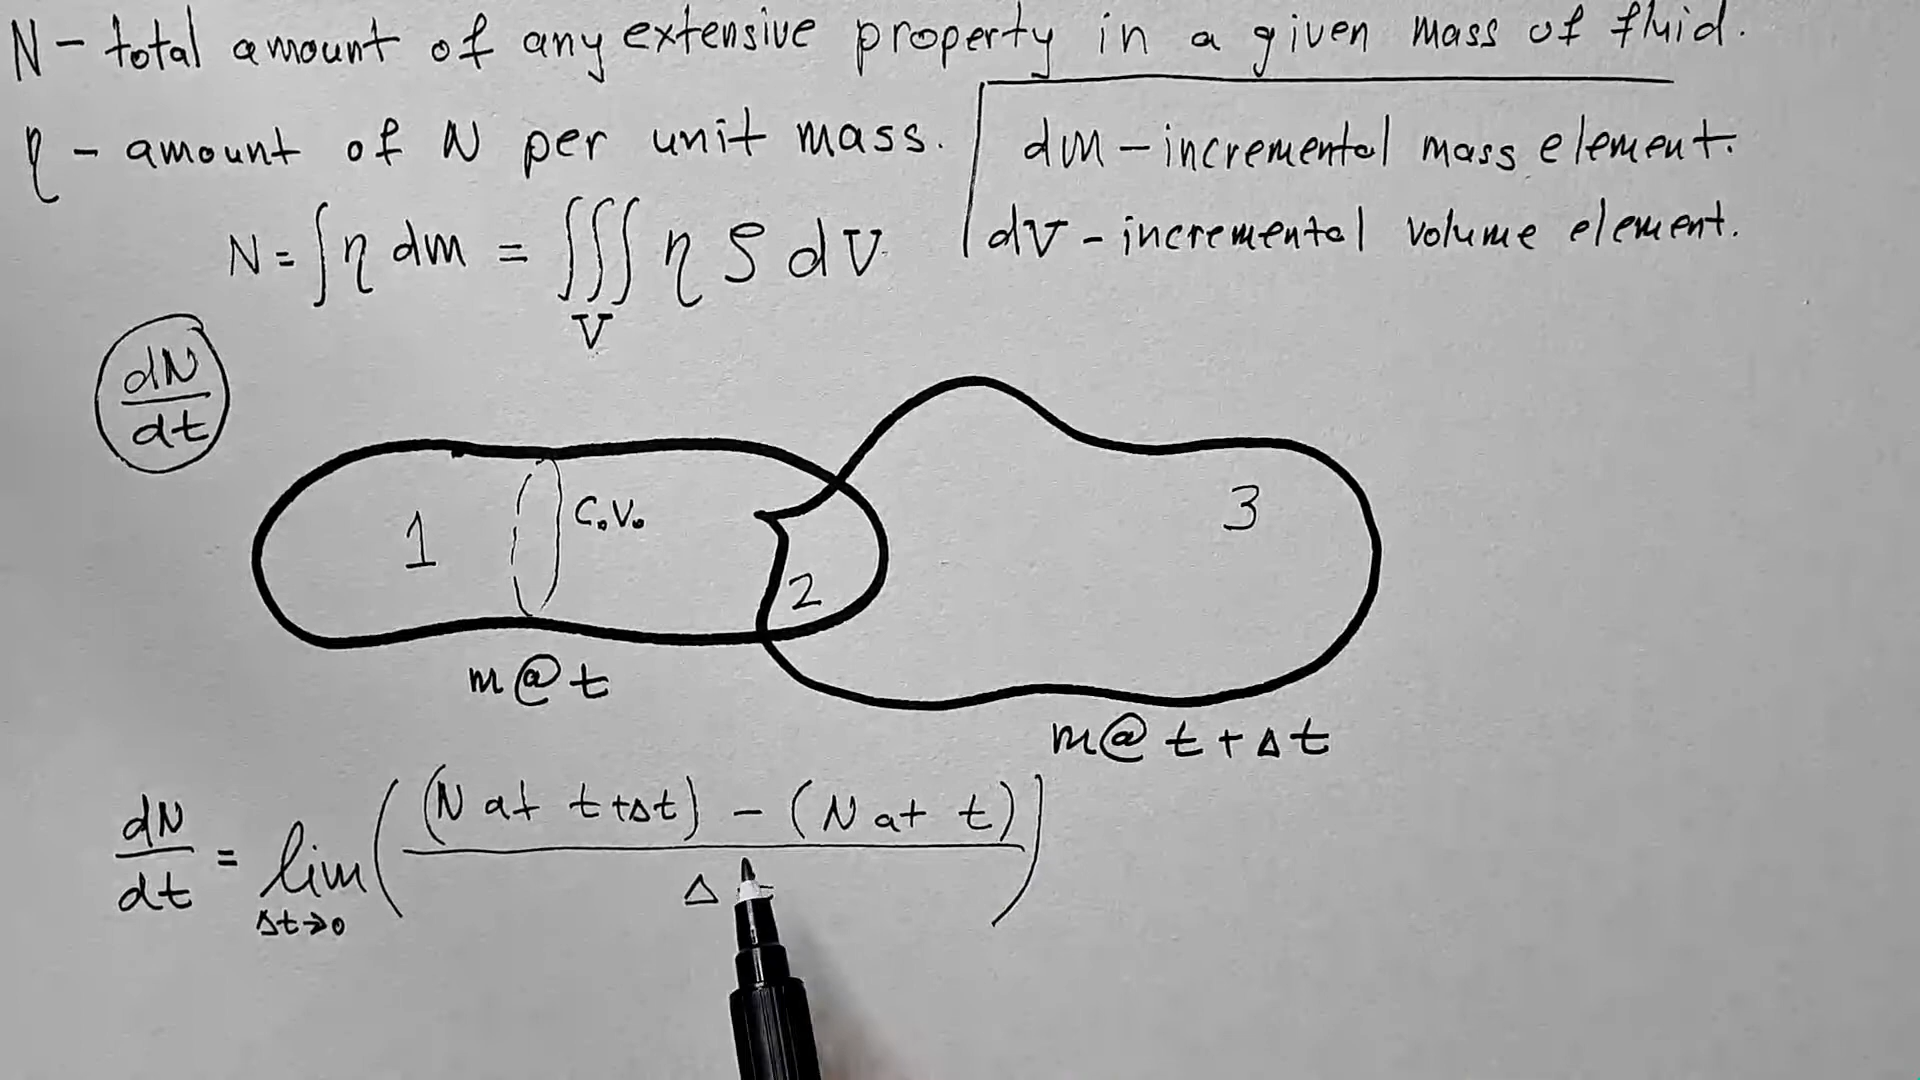 N - total amount of any extensive property in a given mass of fluid.
η - amount of N per unit mass.
dm - incremental mass element.
dV - incremental volume element.
N = ∫ η dm = ∭ η ρ dV
V
dN
dt
1
C.V.
2
3
m@t
m@ t + Δt
dN/dt = lim ( (N at t+Δt) - (N at t) )
Δt→0
Δ